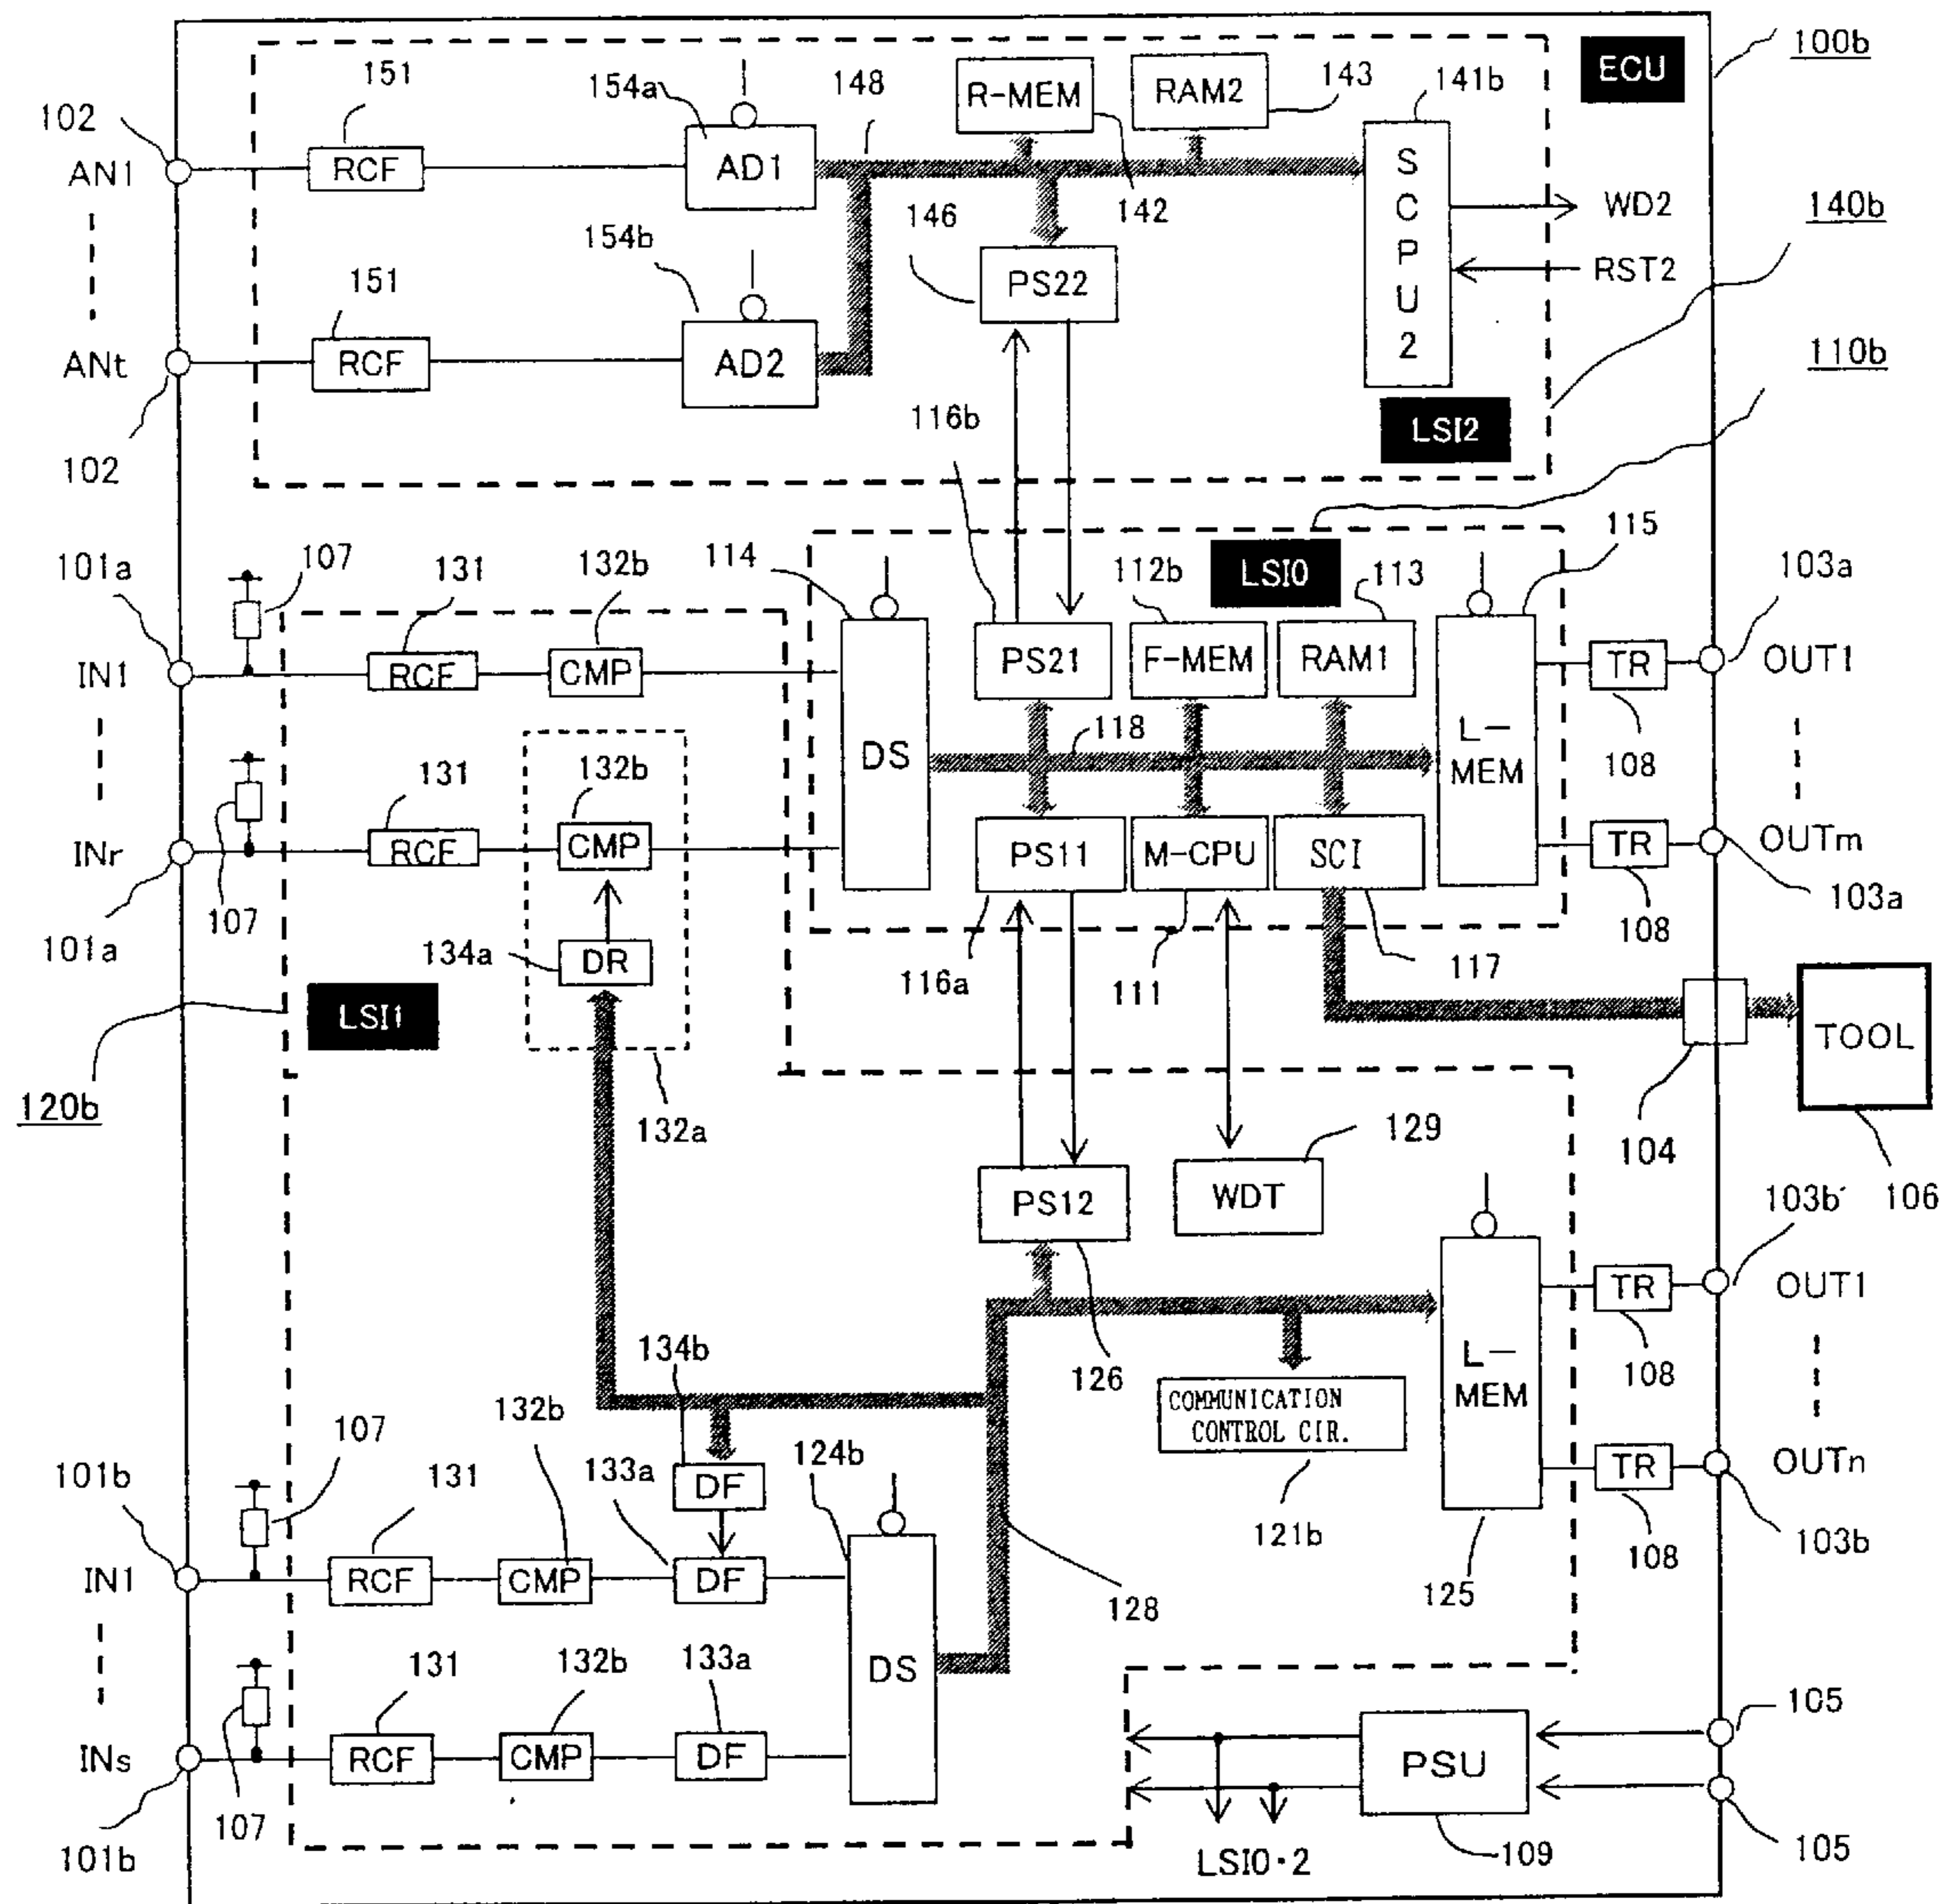 100b
ECU
151
154a
148
R-MEM
RAM2
143
141b
102
AN1
RCF
AD1
142
S
C
P
U
2
WD2
140b
146
154b
PS22
RST2
151
ANt
RCF
AD2
110b
116b
LSI2
102
101a
107
131
132b
114
LSI0
112b
113
115
103a
IN1
RCF
CMP
PS21
F-MEM
RAM1
TR
OUT1
118
DS
L-
MEM
108
107
131
132b
INr
RCF
CMP
PS11
M-CPU
SCI
TR
OUTm
103a
101a
107
134a
DR
116a
111
117
108
LSI1
TOOL
120b
132a
104
106
129
PS12
WDT
103b'
TR
OUT1
134b
126
L-
MEM
108
COMMUNICATION
CONTROL CIR.
101b
107
131
132b
133a
DF
124b
121b
TR
OUTn
125
108
103b
IN1
RCF
CMP
DF
128
131
132b
133a
DS
INs
RCF
CMP
DF
PSU
105
107
101b
LSI0·2
109
105